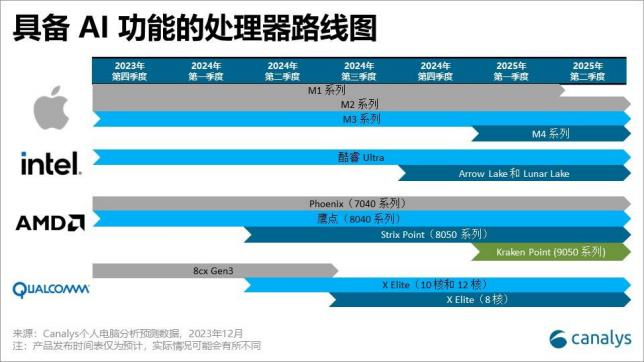 具备 AI 功能的处理器路线图
2023年 2024年 2024年 2024年 2024年 2025年 2025年
第四季度 第一季度 第二季度 第三季度 第四季度 第一季度 第二季度
M1 系列
M2 系列
M3 系列
M4 系列
intel.
酷睿 Ultra
Arrow Lake 和 Lunar Lake
AMD
Phoenix（7040 系列）
鹰点（8040 系列）
Strix Point（8050 系列）
Kraken Point (9050 系列)
QUALCOMM
8cx Gen3
X Elite（10 核和 12 核）
X Elite（8 核）
来源：Canalys个人电脑分析预测数据，2023年12月
注：产品发布时间表仅为预计，实际情况可能会有所不同
canalys